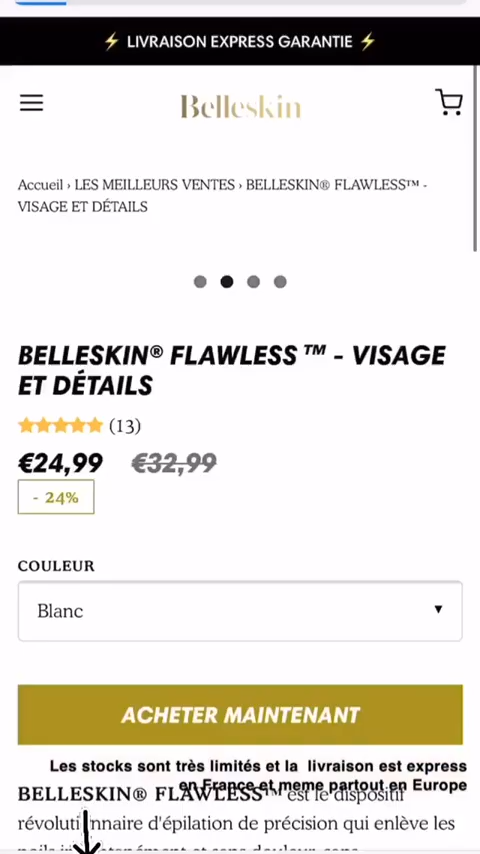 ⚡ LIVRAISON EXPRESS GARANTIE ⚡
Belleskin
Accueil › LES MEILLEURS VENTES › BELLESKIN® FLAWLESS™ -
VISAGE ET DÉTAILS
BELLESKIN® FLAWLESS ™ - VISAGE
ET DÉTAILS
(13)
€24,99 €32,99
- 24%
COULEUR
Blanc
ACHETER MAINTENANT
Les stocks sont très limités et la livraison est express
en France et meme partout en Europe
BELLESKIN® FLAWLESS™ est le dispositif
révolutionnaire d'épilation de précision qui enlève les